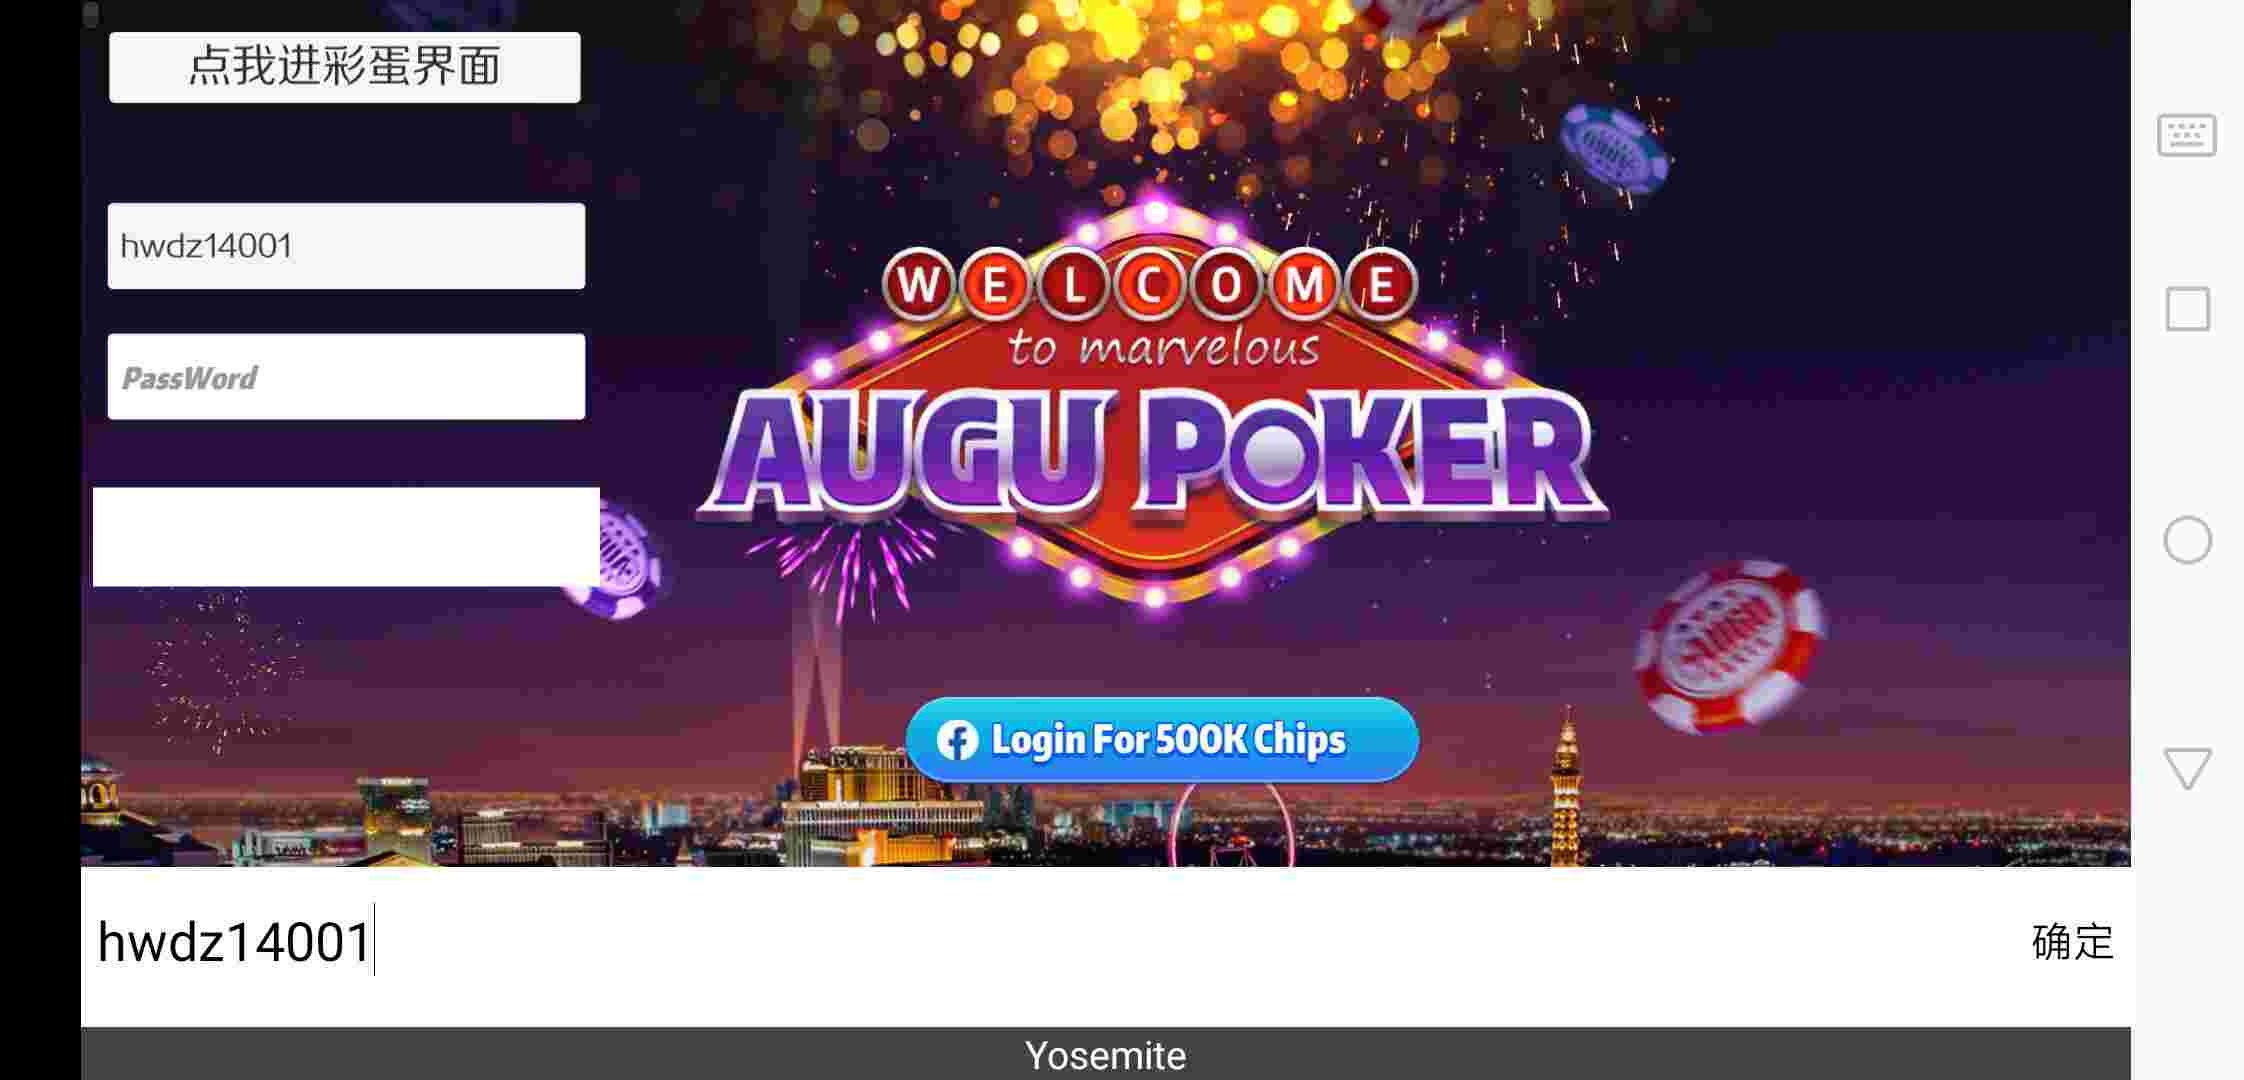 点我进彩蛋界面
hwdz14001
PassWord
WELCOME
to marvelous
AUGU POKER
Login For 500K Chips
hwdz14001
确定
Yosemite